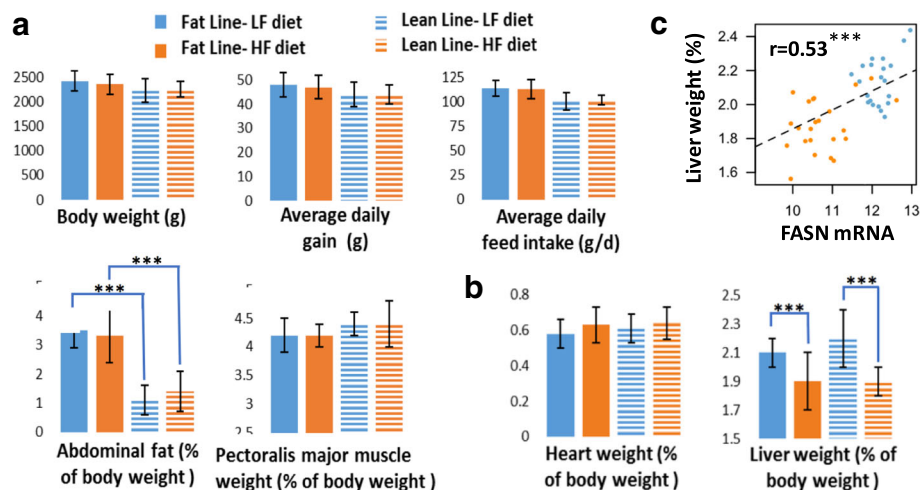 a
Fat Line- LF diet
Lean Line- LF diet
Fat Line- HF diet
Lean Line- HF diet
2500
2000
1500
1000
500
0
Body weight (g)
50
40
30
20
10
0
Average daily
gain (g)
125
100
75
50
25
0
Average daily
feed intake (g/d)
c
r=0.53***
Liver weight (%)
2.4
2.2
2.0
1.8
1.6
10 11 12 13
FASN mRNA
***
***
4
3
2
1
0
Abdominal fat (%
of body weight )
4.5
4
3.5
3
2.5
Pectoralis major muscle
weight (% of body weight )
b
0.8
0.6
0.4
0.2
0
Heart weight (%
of body weight )
***
***
2.5
2.3
2.1
1.9
1.7
1.5
Liver weight (% of
body weight )